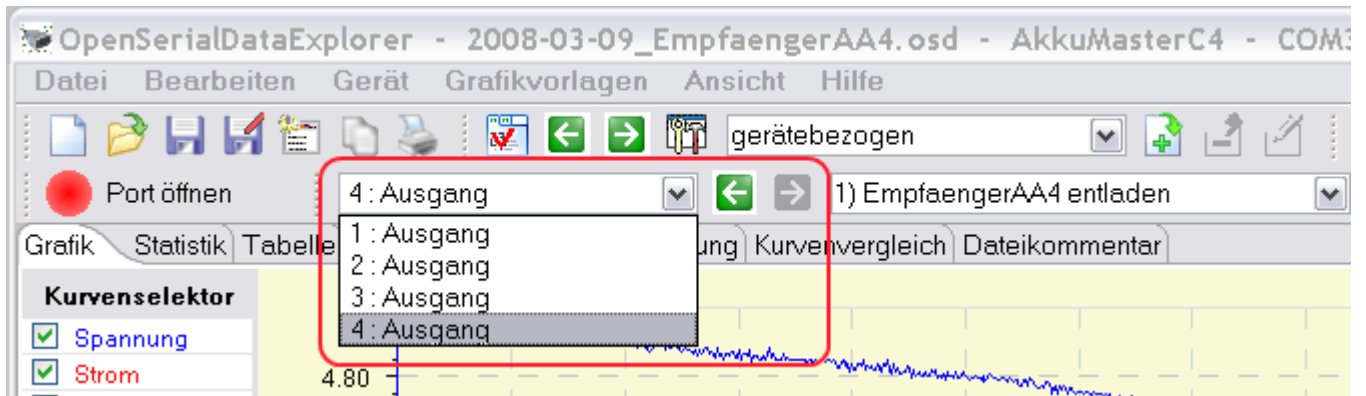 OpenSerialDataExplorer - 2008-03-09_EmpfaengerAA4.osd - AkkuMasterC4 - COM3
Datei Bearbeiten Gerät Grafikvorlagen Ansicht Hilfe
gerätebezogen
Port öffnen 4 : Ausgang 1) EmpfaengerAA4 entladen
Grafik Statistik Tabelle Kurvenvergleich Dateikommentar
1 : Ausgang
2 : Ausgang
3 : Ausgang
4 : Ausgang
Kurvenselektor
Spannung
Strom
4.80